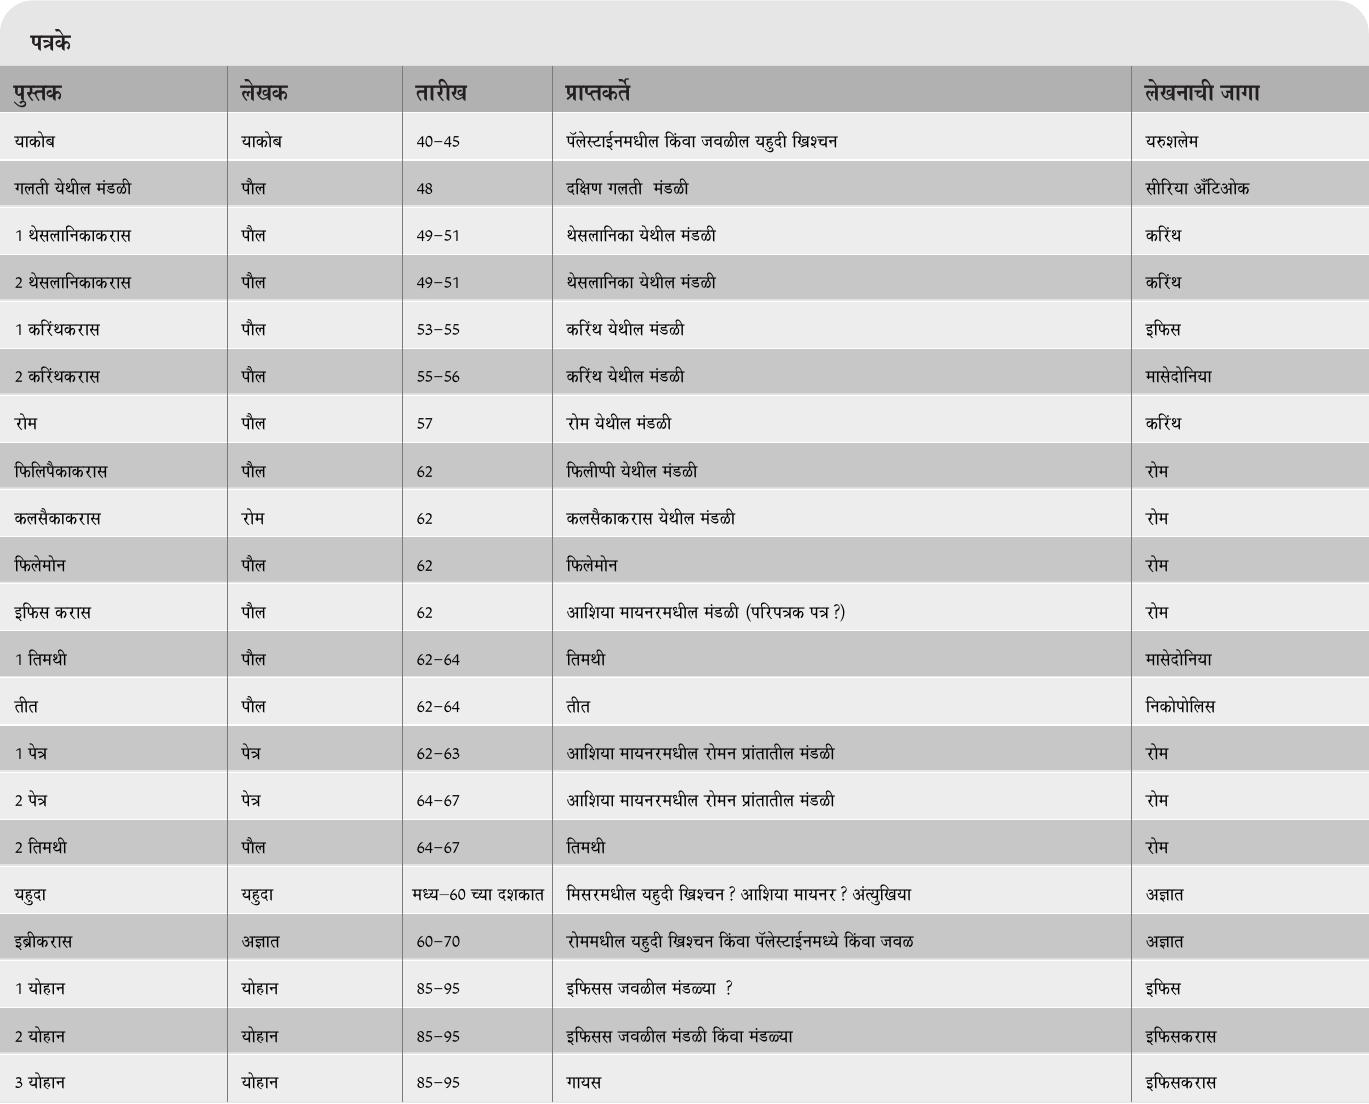 पत्रके
पुस्तक लेखक तारीख प्राप्तकर्ते लेखनाची जागा
याकोब याकोब 40–45 पॅलेस्टाईनमधील किंवा जवळील यहुदी ख्रिश्चन यरुशलेम
गलती येथील मंडळी पौल 48 दक्षिण गलती मंडळी सीरिया अँटिओक
1 थेसलानिकाकरास पौल 49–51 थेसलानिका येथील मंडळी करिंथ
2 थेसलानिकाकरास पौल 49–51 थेसलानिका येथील मंडळी करिंथ
1 करिंथकरास पौल 53–55 करिंथ येथील मंडळी इफिस
2 करिंथकरास पौल 55–56 करिंथ येथील मंडळी मासेदोनिया
रोम पौल 57 रोम येथील मंडळी करिंथ
फिलिपैकाकरास पौल 62 फिलीप्पी येथील मंडळी रोम
कलसैकाकरास रोम 62 कलसैकाकरास येथील मंडळी रोम
फिलेमोन पौल 62 फिलेमोन रोम
इफिस करास पौल 62 आशिया मायनरमधील मंडळी (परिपत्रक पत्र ?) रोम
1 तिमथी पौल 62–64 तिमथी मासेदोनिया
तीत पौल 62–64 तीत निकोपोलिस
1 पेत्र पेत्र 62–63 आशिया मायनरमधील रोमन प्रांतातील मंडळी रोम
2 पेत्र पेत्र 64–67 आशिया मायनरमधील रोमन प्रांतातील मंडळी रोम
2 तिमथी पौल 64–67 तिमथी रोम
यहुदा यहुदा मध्य–60 च्या दशकात मिसरमधील यहुदी ख्रिश्चन ? आशिया मायनर ? अंत्युखिया अज्ञात
इब्रीकरास अज्ञात 60–70 रोममधील यहुदी ख्रिश्चन किंवा पॅलेस्टाईनमध्ये किंवा जवळ अज्ञात
1 योहान योहान 85–95 इफिसस जवळील मंडळ्या ? इफिस
2 योहान योहान 85–95 इफिसस जवळील मंडळी किंवा मंडळ्या इफिसकरास
3 योहान योहान 85–95 गायस इफिसकरास